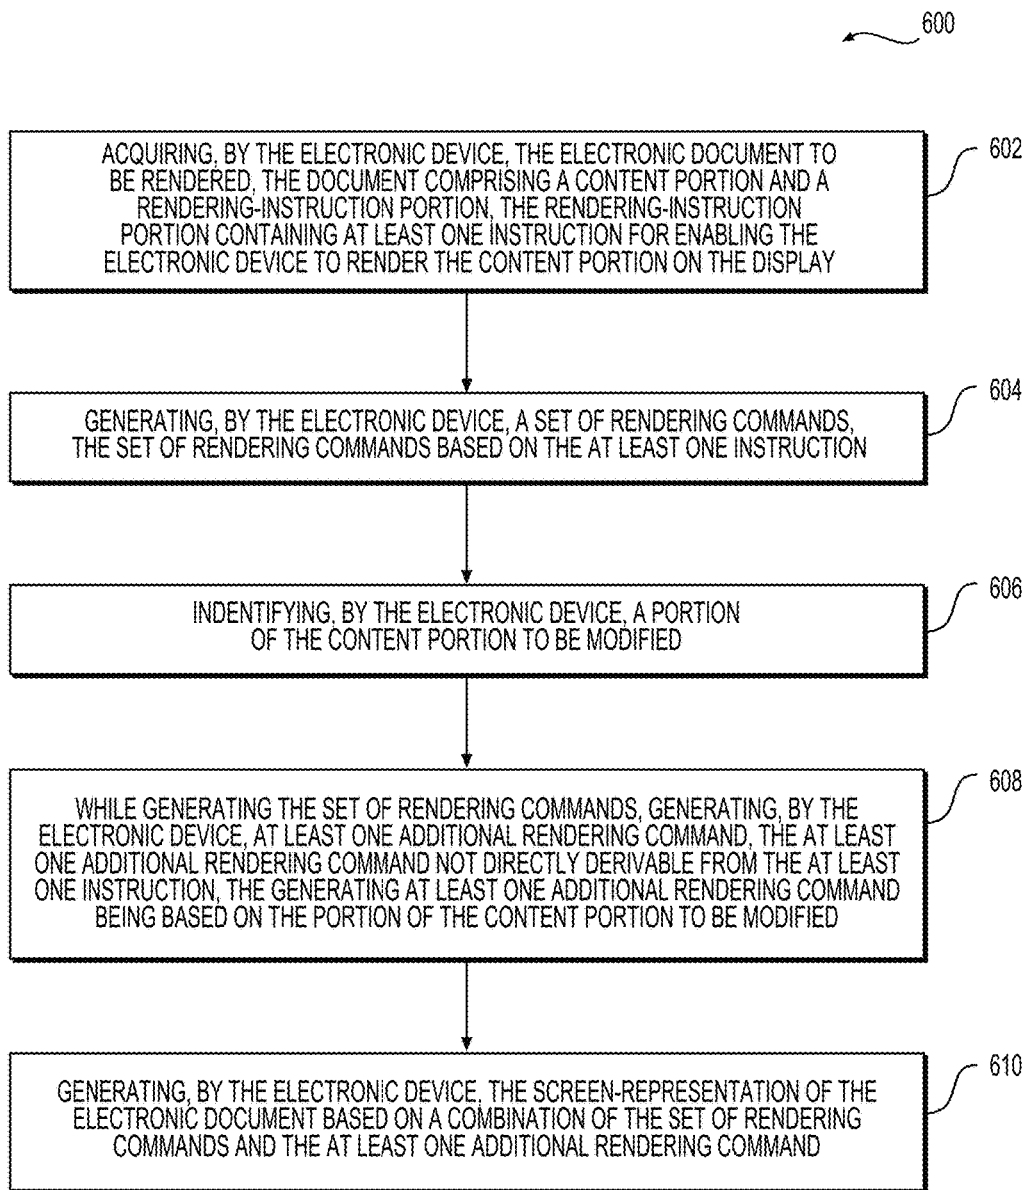 600
602
ACQUIRING, BY THE ELECTRONIC DEVICE, THE ELECTRONIC DOCUMENT TO
BE RENDERED, THE DOCUMENT COMPRISING A CONTENT PORTION AND A
RENDERING-INSTRUCTION PORTION, THE RENDERING-INSTRUCTION
PORTION CONTAINING AT LEAST ONE INSTRUCTION FOR ENABLING THE
ELECTRONIC DEVICE TO RENDER THE CONTENT PORTION ON THE DISPLAY
604
GENERATING, BY THE ELECTRONIC DEVICE, A SET OF RENDERING COMMANDS,
THE SET OF RENDERING COMMANDS BASED ON THE AT LEAST ONE INSTRUCTION
606
INDENTIFYING, BY THE ELECTRONIC DEVICE, A PORTION
OF THE CONTENT PORTION TO BE MODIFIED
608
WHILE GENERATING THE SET OF RENDERING COMMANDS, GENERATING, BY THE
ELECTRONIC DEVICE, AT LEAST ONE ADDITIONAL RENDERING COMMAND, THE AT LEAST
ONE ADDITIONAL RENDERING COMMAND NOT DIRECTLY DERIVABLE FROM THE AT LEAST
ONE INSTRUCTION, THE GENERATING AT LEAST ONE ADDITIONAL RENDERING COMMAND
BEING BASED ON THE PORTION OF THE CONTENT PORTION TO BE MODIFIED
610
GENERATING, BY THE ELECTRONIC DEVICE, THE SCREEN-REPRESENTATION OF THE
ELECTRONIC DOCUMENT BASED ON A COMBINATION OF THE SET OF RENDERING
COMMANDS AND THE AT LEAST ONE ADDITIONAL RENDERING COMMAND